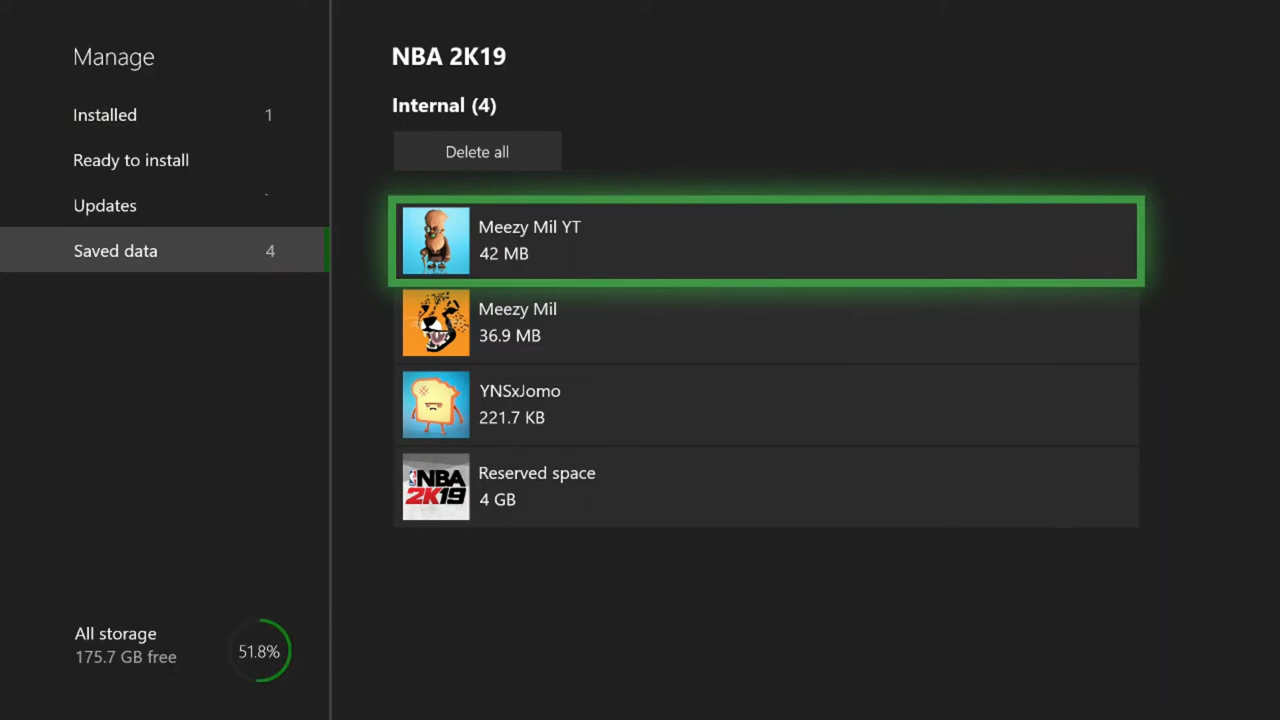 Manage
Installed 1
Ready to install
Updates
Saved data 4
All storage
175.7 GB free
51.8%
NBA 2K19
Internal (4)
Delete all
Meezy Mil YT
42 MB
Meezy Mil
36.9 MB
YNSxJomo
221.7 KB
NBA
2K19
Reserved space
4 GB